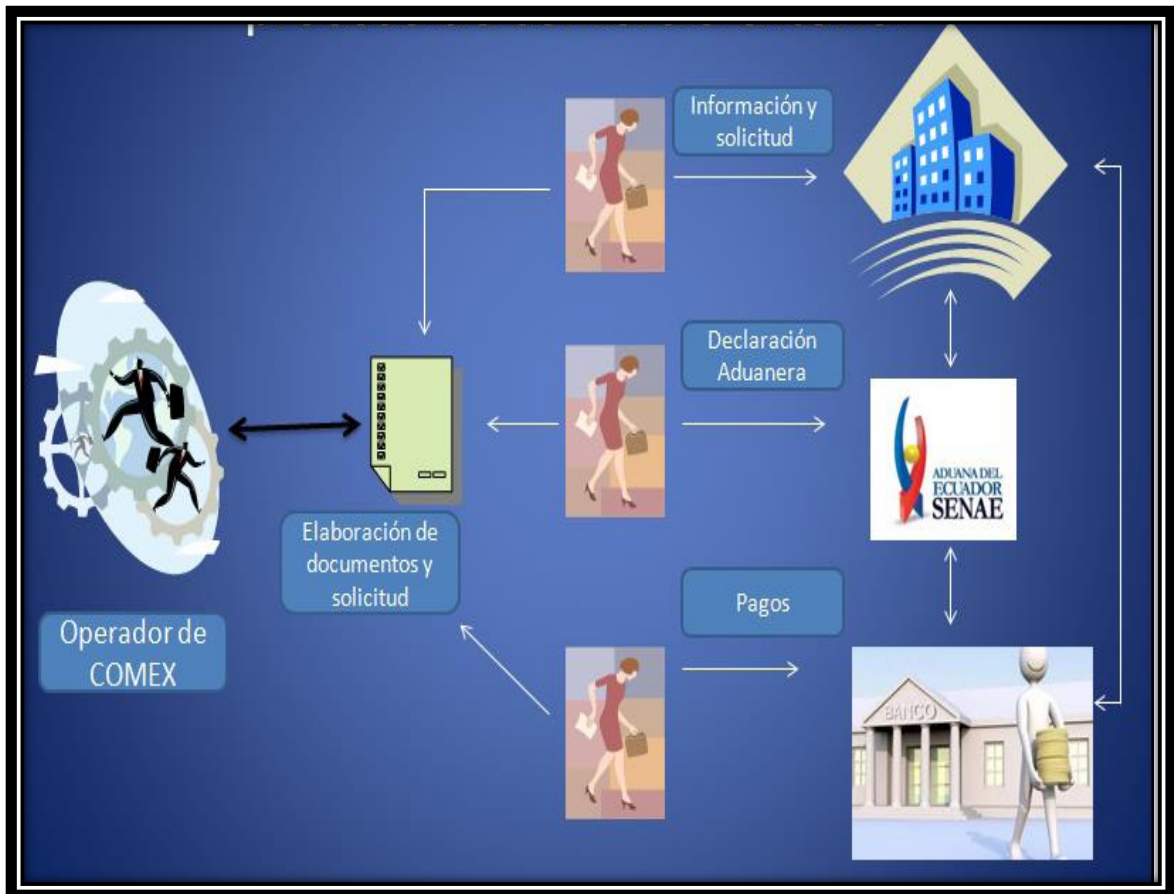 Información y
solicitud
Declaración
Aduanera
ADUANA DEL
ECUADOR
SENAE
Elaboración de
documentos y
solicitud
Pagos
Operador de
COMEX
BANCO